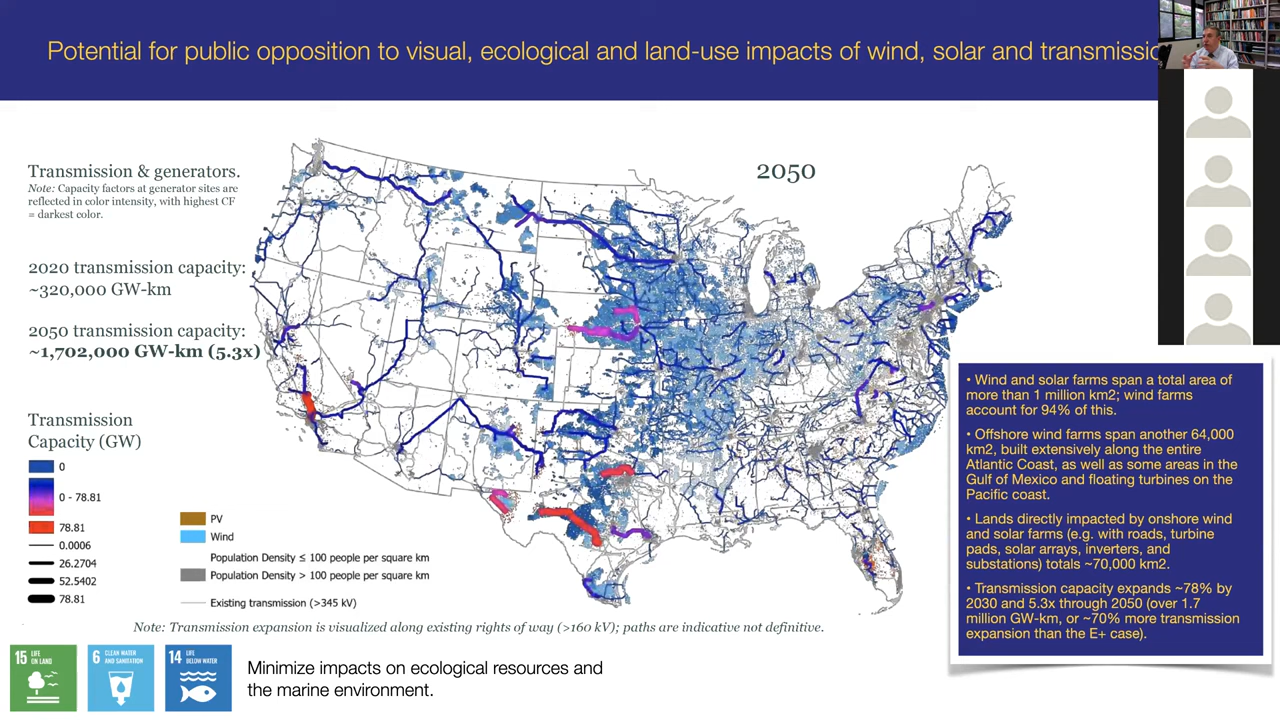 Potential for public opposition to visual, ecological and land-use impacts of wind, solar and transmissio
Transmission & generators.
Note: Capacity factors at generator sites are
reflected in color intensity, with highest CF
= darkest color.
2020 transmission capacity:
~320,000 GW-km
2050 transmission capacity:
~1,702,000 GW-km (5.3x)
2050
Transmission
Capacity (GW)
0
0 - 78.81
78.81
0.0006
26.2704
52.5402
78.81
PV
Wind
Population Density ≤ 100 people per square km
Population Density > 100 people per square km
Existing transmission (>345 kV)
Note: Transmission expansion is visualized along existing rights of way (>160 kV); paths are indicative not definitive.
• Wind and solar farms span a total area of
more than 1 million km2; wind farms
account for 94% of this.
• Offshore wind farms span another 64,000
km2, built extensively along the entire
Atlantic Coast, as well as some areas in the
Gulf of Mexico and floating turbines on the
Pacific coast.
• Lands directly impacted by onshore wind
and solar farms (e.g. with roads, turbine
pads, solar arrays, inverters, and
substations) totals ~70,000 km2.
• Transmission capacity expands ~78% by
2030 and 5.3x through 2050 (over 1.7
million GW-km, or ~70% more transmission
expansion than the E+ case).
15 LIFE
ON LAND
6 CLEAN WATER
AND SANITATION
14 LIFE
BELOW WATER
Minimize impacts on ecological resources and
the marine environment.